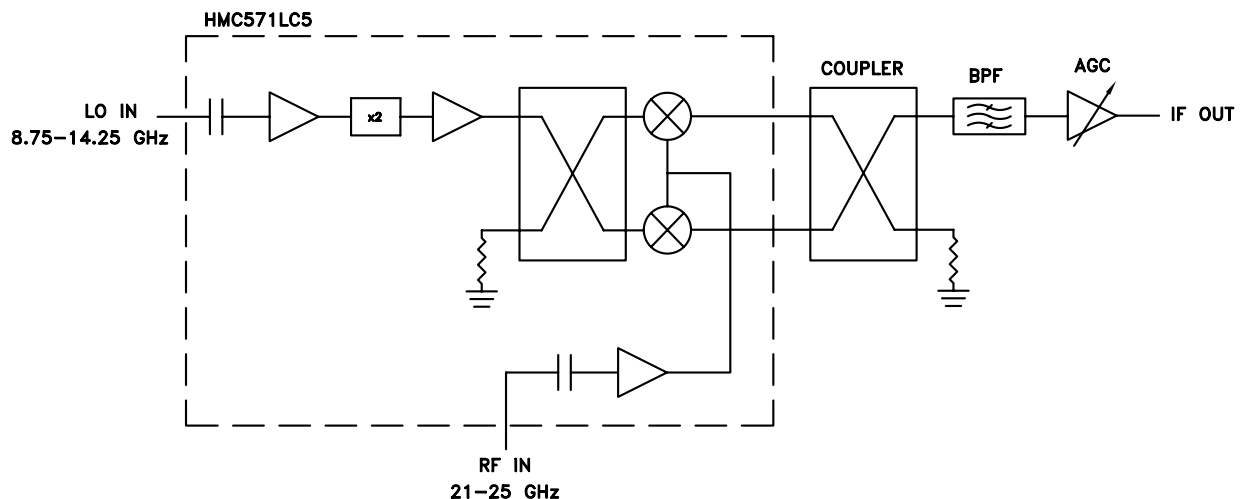 HMC571LC5
COUPLER
BPF
AGC
LO IN
8.75–14.25 GHz
x2
IF OUT
RF IN
21–25 GHz